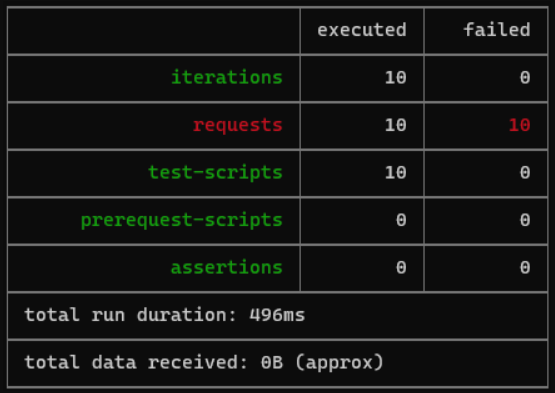 executed failed
iterations 10 0
requests 10 10
test-scripts 10 0
prerequest-scripts 0 0
assertions 0 0
total run duration: 496ms
total data received: 0B (approx)